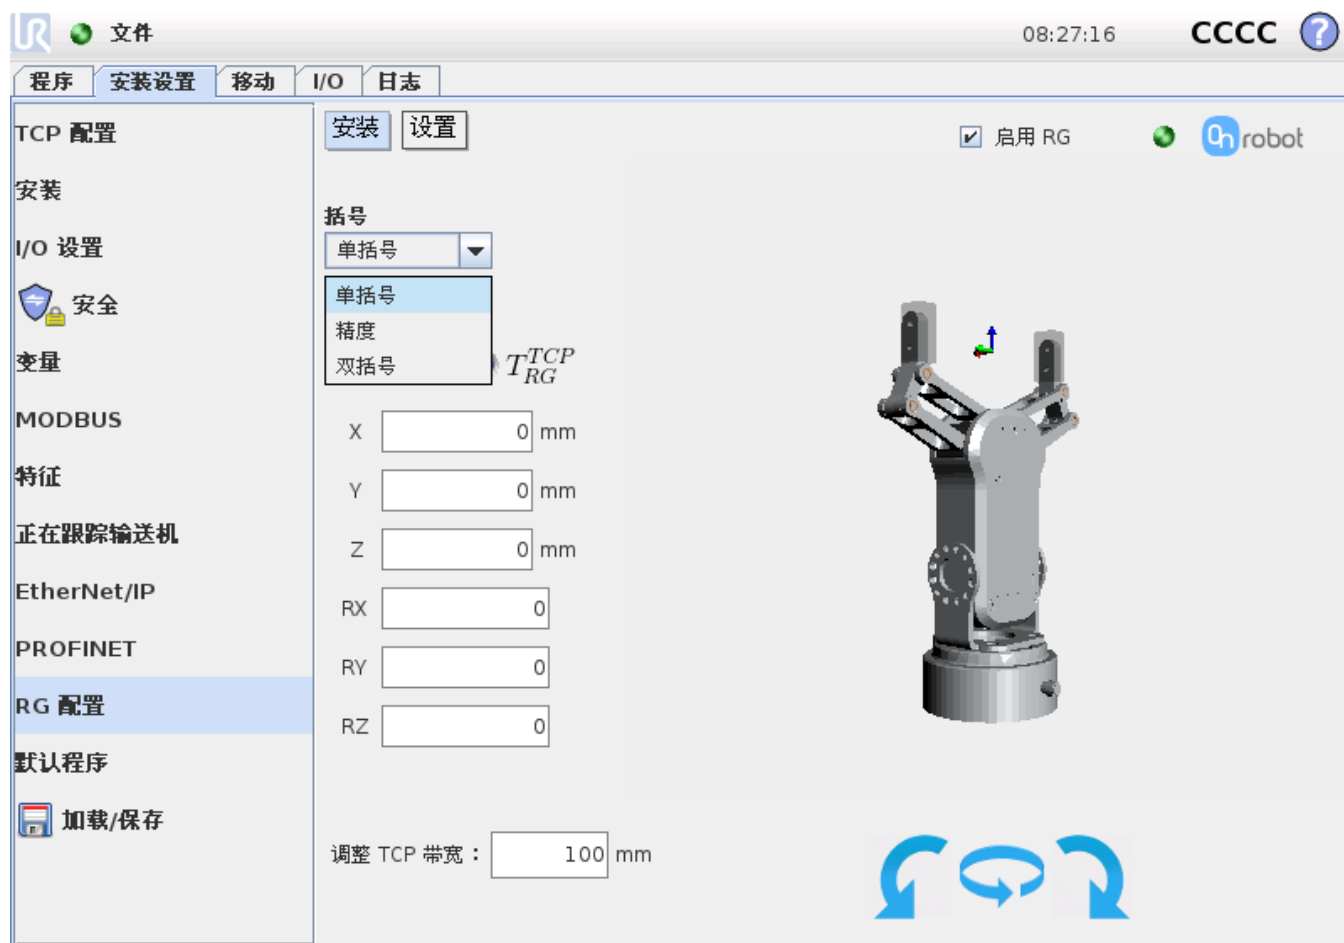 UR 文件 08:27:16 CCCC ?
程序 安装设置 移动 I/O 日志
TCP 配置
安装
I/O 设置
安全
变量
MODBUS
特征
正在跟踪输送机
EtherNet/IP
PROFINET
RG 配置
默认程序
加载/保存
安装 设置 启用 RG On robot
括号
单括号
单括号
精度
双括号
T_{RG}^{TCP}
X 0 mm
Y 0 mm
Z 0 mm
RX 0
RY 0
RZ 0
调整 TCP 带宽： 100 mm